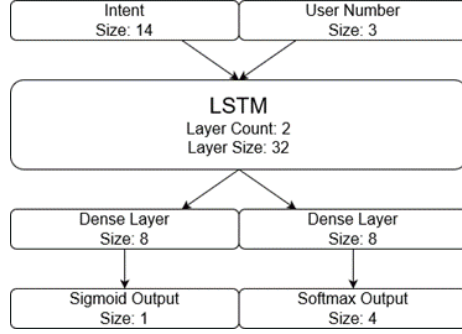 Intent
Size: 14
User Number
Size: 3
LSTM
Layer Count: 2
Layer Size: 32
Dense Layer
Size: 8
Dense Layer
Size: 8
Sigmoid Output
Size: 1
Softmax Output
Size: 4